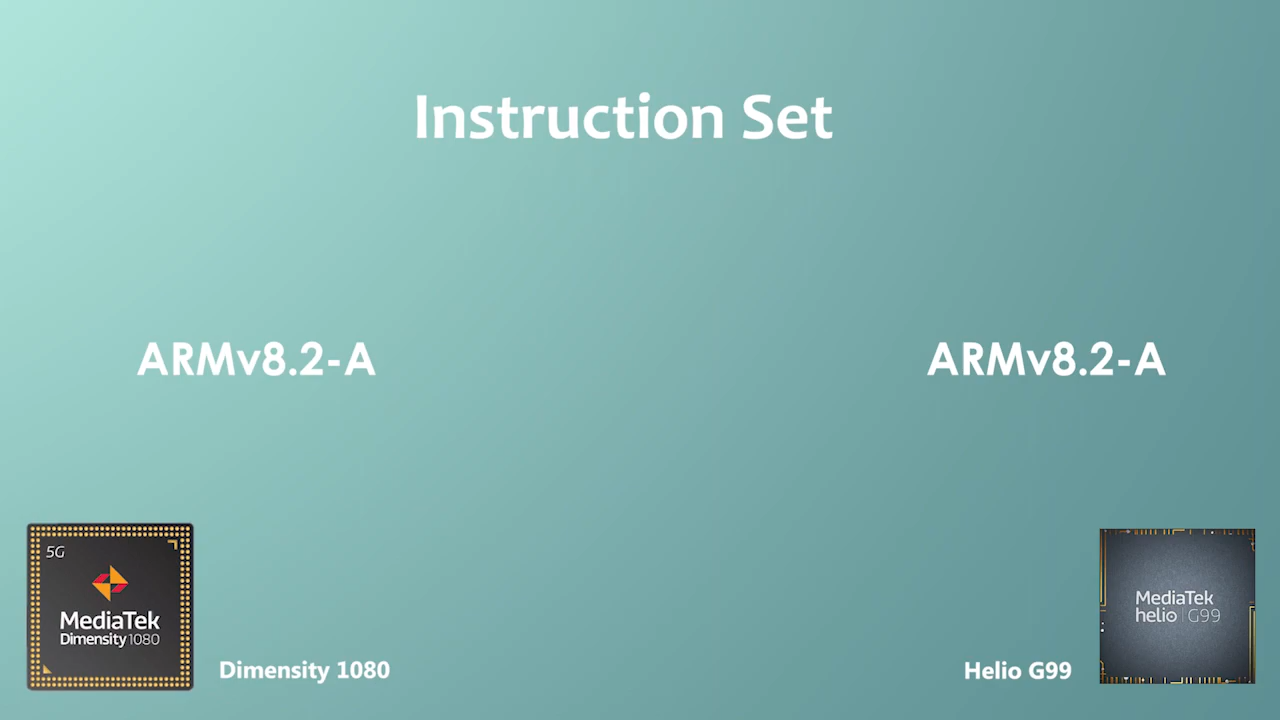 Instruction Set
ARMv8.2-A
ARMv8.2-A
5G
MediaTek
Dimensity 1080
Dimensity 1080
Helio G99
MediaTek
helio | G99